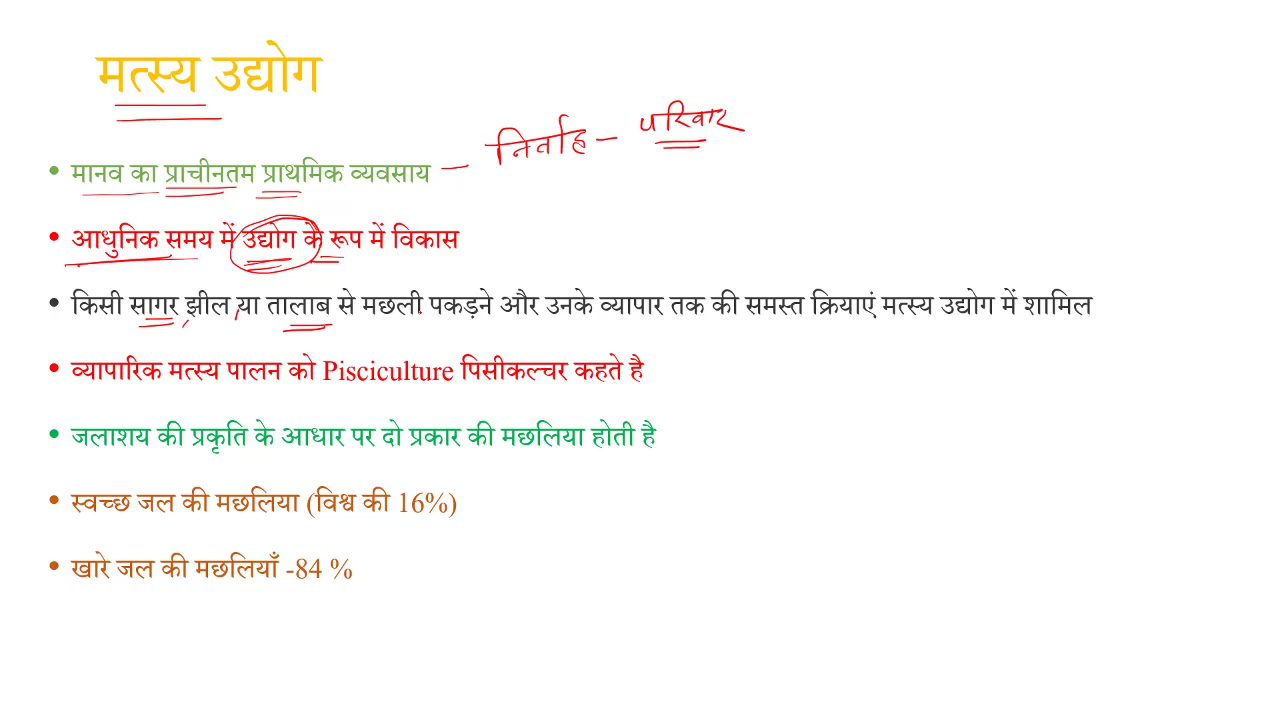 मत्स्य उद्योग
• मानव का प्राचीनतम प्राथमिक व्यवसाय – निर्वाह – परिवार
• आधुनिक समय में उद्योग के रूप में विकास
• किसी सागर झील या तालाब से मछली पकड़ने और उनके व्यापार तक की समस्त क्रियाएं मत्स्य उद्योग में शामिल
• व्यापारिक मत्स्य पालन को Pisciculture पिसीकल्चर कहते है
• जलाशय की प्रकृति के आधार पर दो प्रकार की मछलिया होती है
• स्वच्छ जल की मछलिया (विश्व की 16%)
• खारे जल की मछलियाँ -84 %